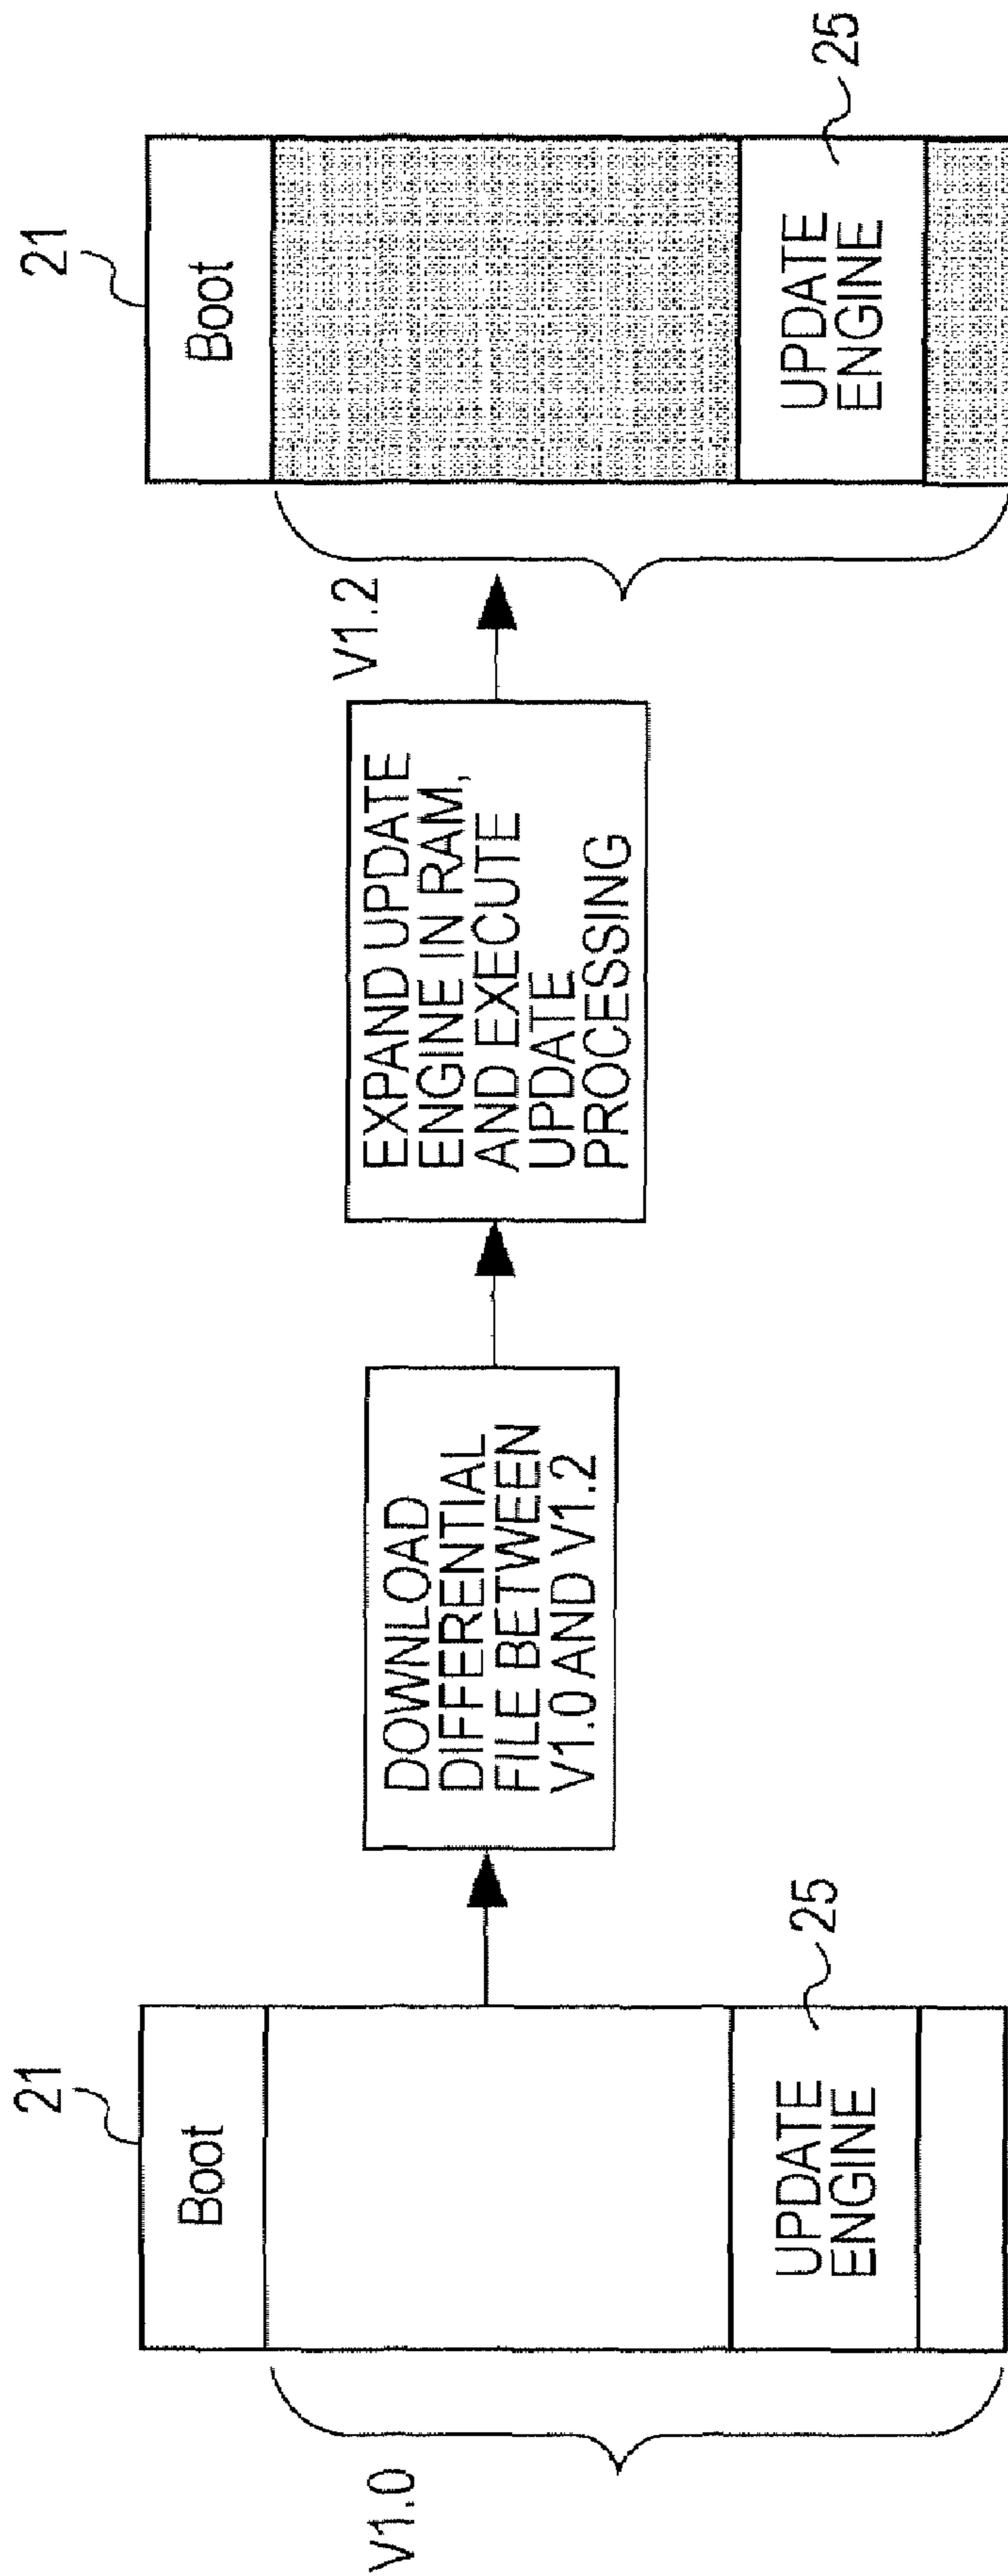 21
Boot
V1.0
UPDATE
ENGINE
25
DOWNLOAD
DIFFERENTIAL
FILE BETWEEN
V1.0 AND V1.2
EXPAND UPDATE
ENGINE IN RAM,
AND EXECUTE
UPDATE
PROCESSING
V1.2
21
Boot
UPDATE
ENGINE
25